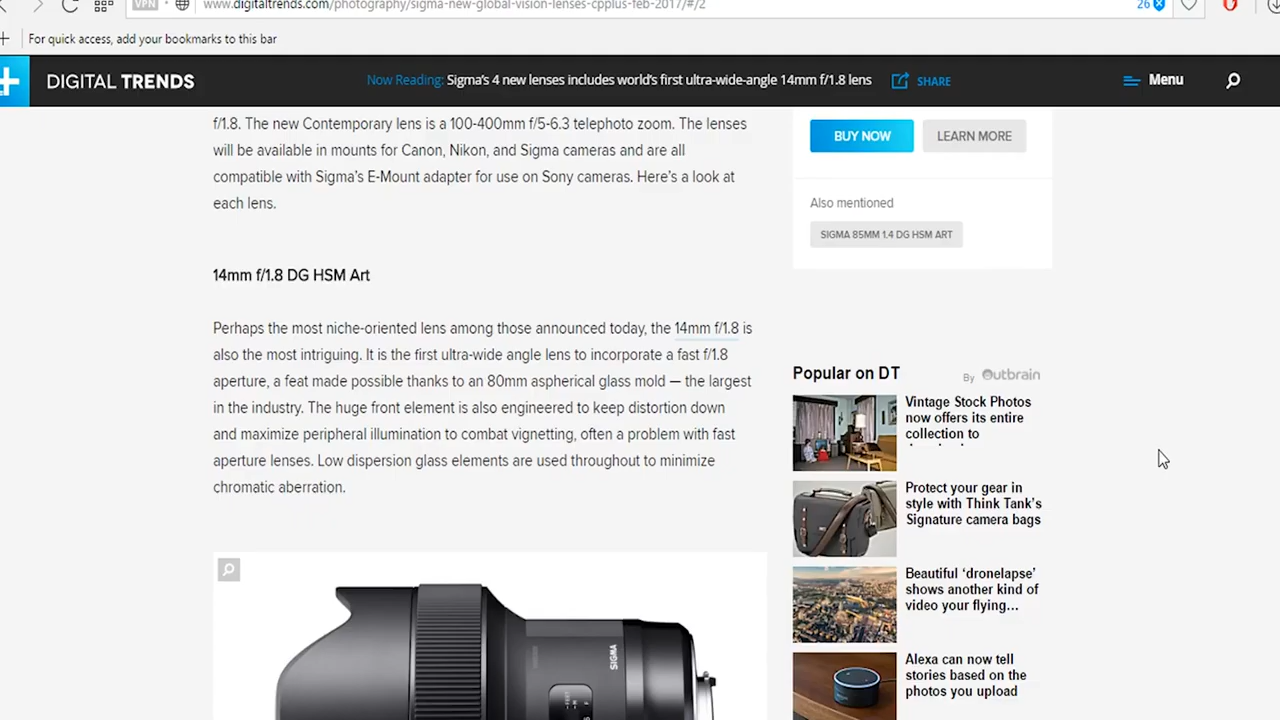 VPN
www.digitaltrends.com/photography/sigma-new-global-vision-lenses-cpplus-feb-2017/#/2
26
For quick access, add your bookmarks to this bar
DIGITAL TRENDS
Now Reading: Sigma's 4 new lenses includes world's first ultra-wide-angle 14mm f/1.8 lens
SHARE
Menu
f/1.8. The new Contemporary lens is a 100-400mm f/5-6.3 telephoto zoom. The lenses
will be available in mounts for Canon, Nikon, and Sigma cameras and are all
compatible with Sigma's E-Mount adapter for use on Sony cameras. Here's a look at
each lens.
14mm f/1.8 DG HSM Art
Perhaps the most niche-oriented lens among those announced today, the 14mm f/1.8 is
also the most intriguing. It is the first ultra-wide angle lens to incorporate a fast f/1.8
aperture, a feat made possible thanks to an 80mm aspherical glass mold — the largest
in the industry. The huge front element is also engineered to keep distortion down
and maximize peripheral illumination to combat vignetting, often a problem with fast
aperture lenses. Low dispersion glass elements are used throughout to minimize
chromatic aberration.
SIGMA
BUY NOW
LEARN MORE
Also mentioned
SIGMA 85MM 1.4 DG HSM ART
Popular on DT
By Outbrain
Vintage Stock Photos
now offers its entire
collection to
Protect your gear in
style with Think Tank's
Signature camera bags
Beautiful ‘dronelapse’
shows another kind of
video your flying...
Alexa can now tell
stories based on the
photos you upload